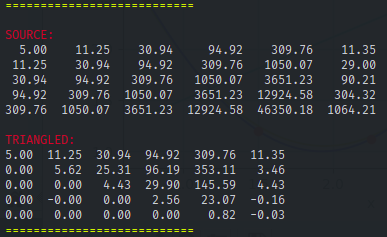 ===========================
SOURCE:
5.00 11.25 30.94 94.92 309.76 11.35
11.25 30.94 94.92 309.76 1050.07 29.00
30.94 94.92 309.76 1050.07 3651.23 90.21
94.92 309.76 1050.07 3651.23 12924.58 304.32
309.76 1050.07 3651.23 12924.58 46350.18 1064.21
TRIANGLED:
5.00 11.25 30.94 94.92 309.76 11.35
0.00 5.62 25.31 96.19 353.11 3.46
0.00 0.00 4.43 29.90 145.59 4.43
0.00 -0.00 0.00 2.56 23.07 -0.16
0.00 0.00 0.00 0.00 0.82 -0.03
===========================